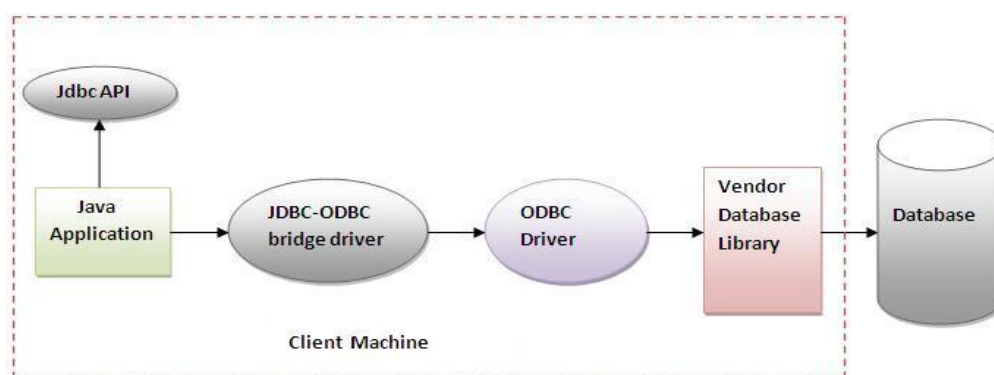 Jdbc API
Java
Application
JDBC-ODBC
bridge driver
ODBC
Driver
Vendor
Database
Library
Database
Client Machine